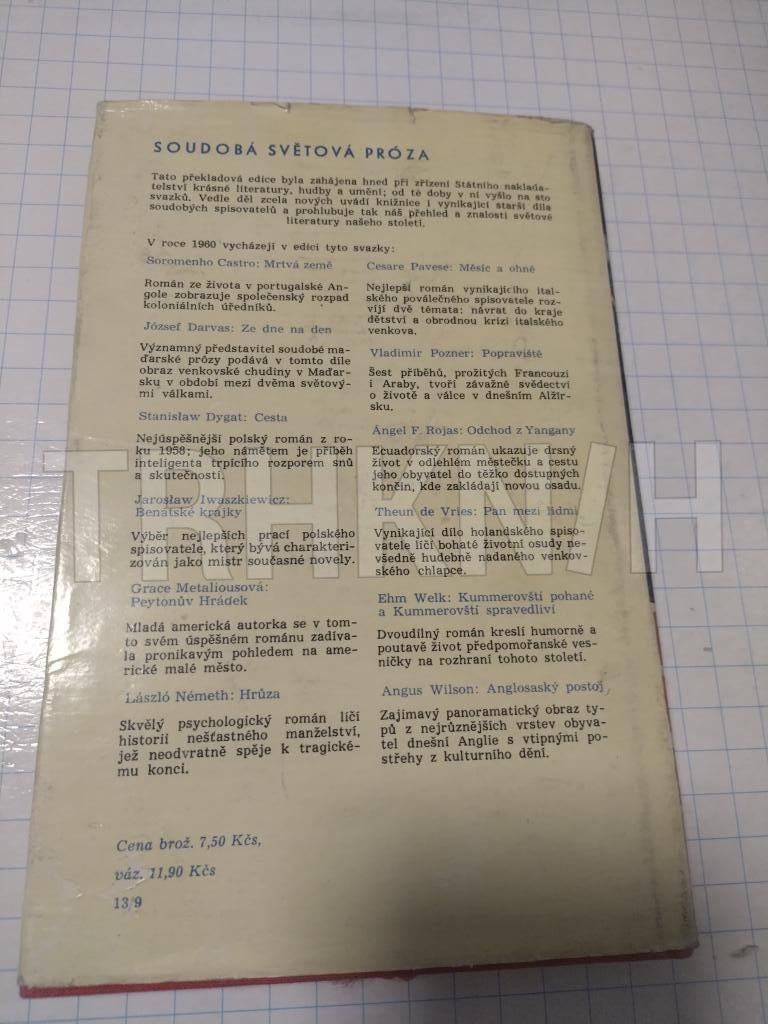 SOUDOBÁ SVĚTOVÁ PRÓZA
Tato překladová edice byla zahájena hned při zřízení Státního naklada-
telství krásné literatury, hudby a umění; od té doby v ní vyšlo na sto
svazků. Vedle děl zcela nových uvádí knižnice i vynikající starší díla
soudobých spisovatelů a prohlubuje tak náš přehled a znalosti světové
literatury našeho století.
V roce 1960 vycházejí v edici tyto svazky:
Soromenho Castro: Mrtvá země
Román ze života v portugalské An-
gole zobrazuje společenský rozpad
koloniálních úředníků.
József Darvas: Ze dne na den
Významný představitel soudobé ma-
ďarské prózy podává v tomto díle
obraz venkovské chudiny v Maďar-
sku v období mezi dvěma světový-
mi válkami.
Stanisław Dygat: Cesta
Nejúspěšnější polský román z ro-
ku 1958; jeho námětem je příběh
inteligenta trpícího rozporem snů
a skutečnosti.
Jarosław Iwaszkiewicz:
Benátské krajky
Výběr nejlepších prací polského
spisovatele, který bývá charakteri-
zován jako mistr současné novely.
Grace Metaliousová:
Peytonův Hrádek
Mladá americká autorka se v tom-
to svém úspěšném románu zadíva-
la pronikavým pohledem na ame-
rické malé město.
László Németh: Hrůza
Skvělý psychologický román líčí
historii nešťastného manželství,
jež neodvratně spěje k tragické-
mu konci.
Cesare Pavese: Měsíc a ohně
Nejlepší román vynikajícího ital-
ského poválečného spisovatele roz-
víjí dvě témata: návrat do kraje
dětství a obrodnou krizi italského
venkova.
Vladimir Pozner: Popraviště
Šest příběhů, prožitých Francouzi
i Araby, tvoří závažné svědectví
o životě a válce v dnešním Alžír-
sku.
Ángel F. Rojas: Odchod z Yangany
Ecuadorský román ukazuje drsný
život v odlehlém městečku a cestu
jeho obyvatel do těžko dostupných
končin, kde zakládají novou osadu.
Theun de Vries: Pan mezi lidmi
Vynikající dílo holandského spiso-
vatele líčí bohaté životní osudy ne-
všedně hudebně nadaného venkov-
ského chlapce.
Ehm Welk: Kummerovští pohané
a Kummerovští spravedliví
Dvoudílný román kreslí humorně a
poutavě život předpomořanské ves-
ničky na rozhraní tohoto století.
Angus Wilson: Anglosaský postoj
Zajímavý panoramatický obraz ty-
pů z nejrůznějších vrstev obyva-
tel dnešní Anglie s vtipnými po-
střehy z kulturního dění.
Cena brož. 7,50 Kčs,
váz. 11,90 Kčs
13/9
TRHKNIH